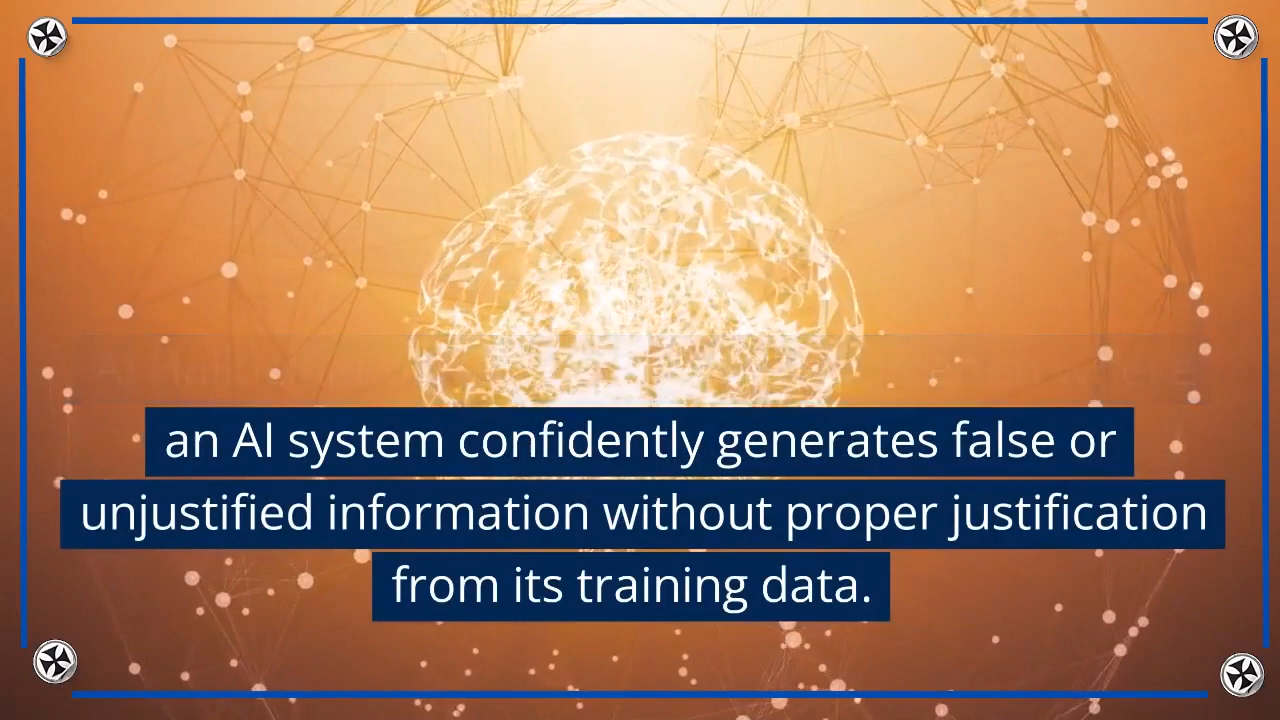 an AI system confidently generates false or
unjustified information without proper justification
from its training data.